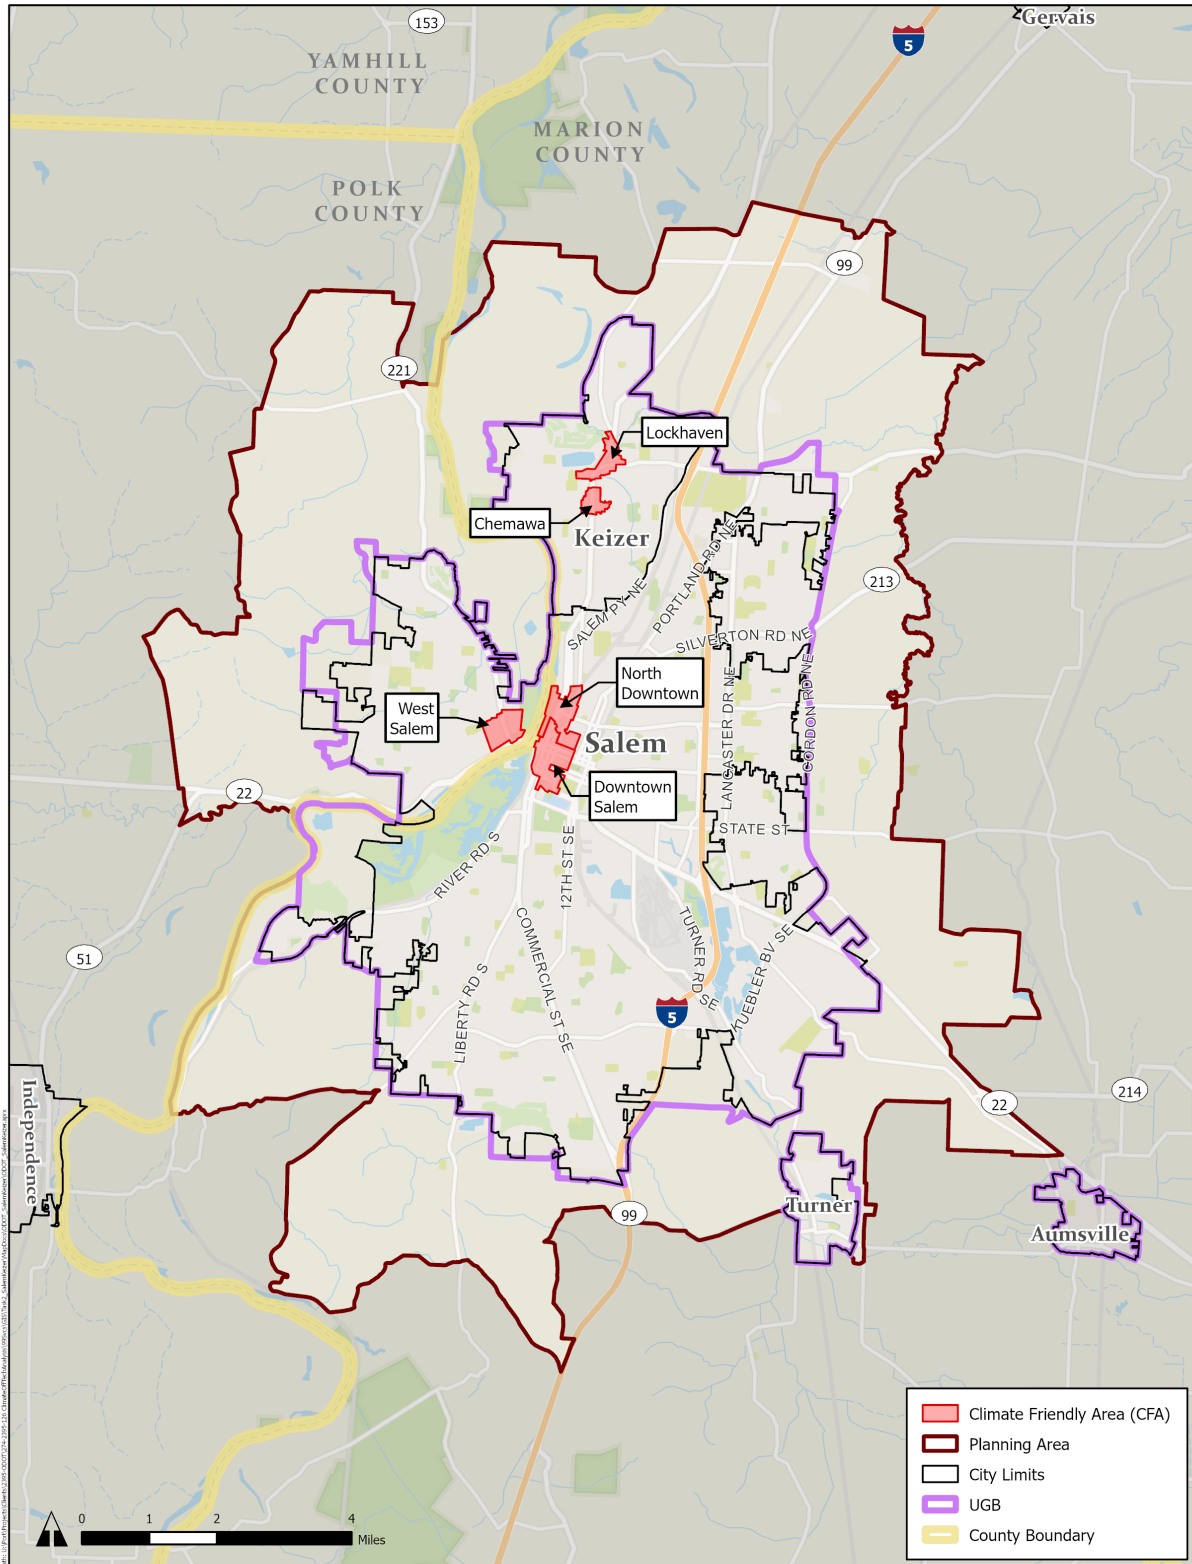 153
Gervais
5
YAMHILL
COUNTY
MARION
COUNTY
POLK
COUNTY
99
221
Lockhaven
Chemawa
Keizer
PORTLAND RD NE
213
SALEM PY NE
SILVERTON RD NE
North
Downtown
LANCASTER DR NE
CORDON RD NE
West
Salem
Salem
22
Downtown
Salem
STATE ST
RIVER RD S
12TH ST SE
51
COMMERCIAL ST SE
TURNER RD SE
KUEBLER BV SE
LIBERTY RD S
5
Independence
22
214
99
Turner
Aumsville
Climate Friendly Area (CFA)
Planning Area
City Limits
UGB
County Boundary
0
1
2
4
Miles